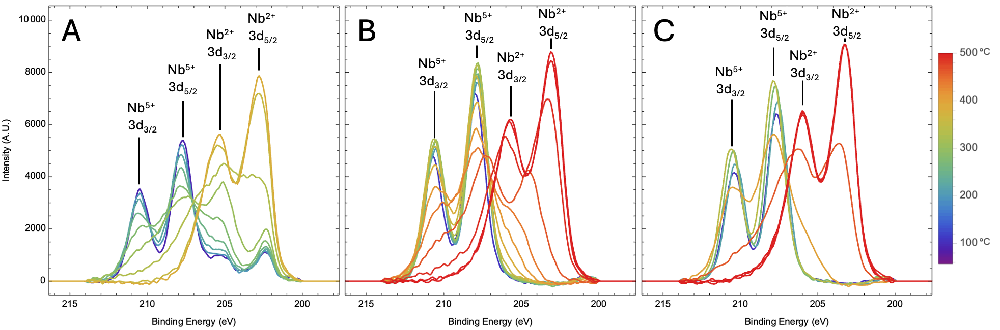 A
Nb⁵⁺
3d₃/₂
Nb⁵⁺
3d₅/₂
Nb²⁺
3d₃/₂
Nb²⁺
3d₅/₂
10 000
8000
6000
4000
2000
0
Intensity (A.U.)
215
210
205
200
Binding Energy (eV)
B
Nb⁵⁺
3d₃/₂
Nb⁵⁺
3d₅/₂
Nb²⁺
3d₃/₂
Nb²⁺
3d₅/₂
215
210
205
200
Binding Energy (eV)
C
Nb⁵⁺
3d₃/₂
Nb⁵⁺
3d₅/₂
Nb²⁺
3d₃/₂
Nb²⁺
3d₅/₂
215
210
205
200
Binding Energy (eV)
500 °C
400
300
200
100 °C